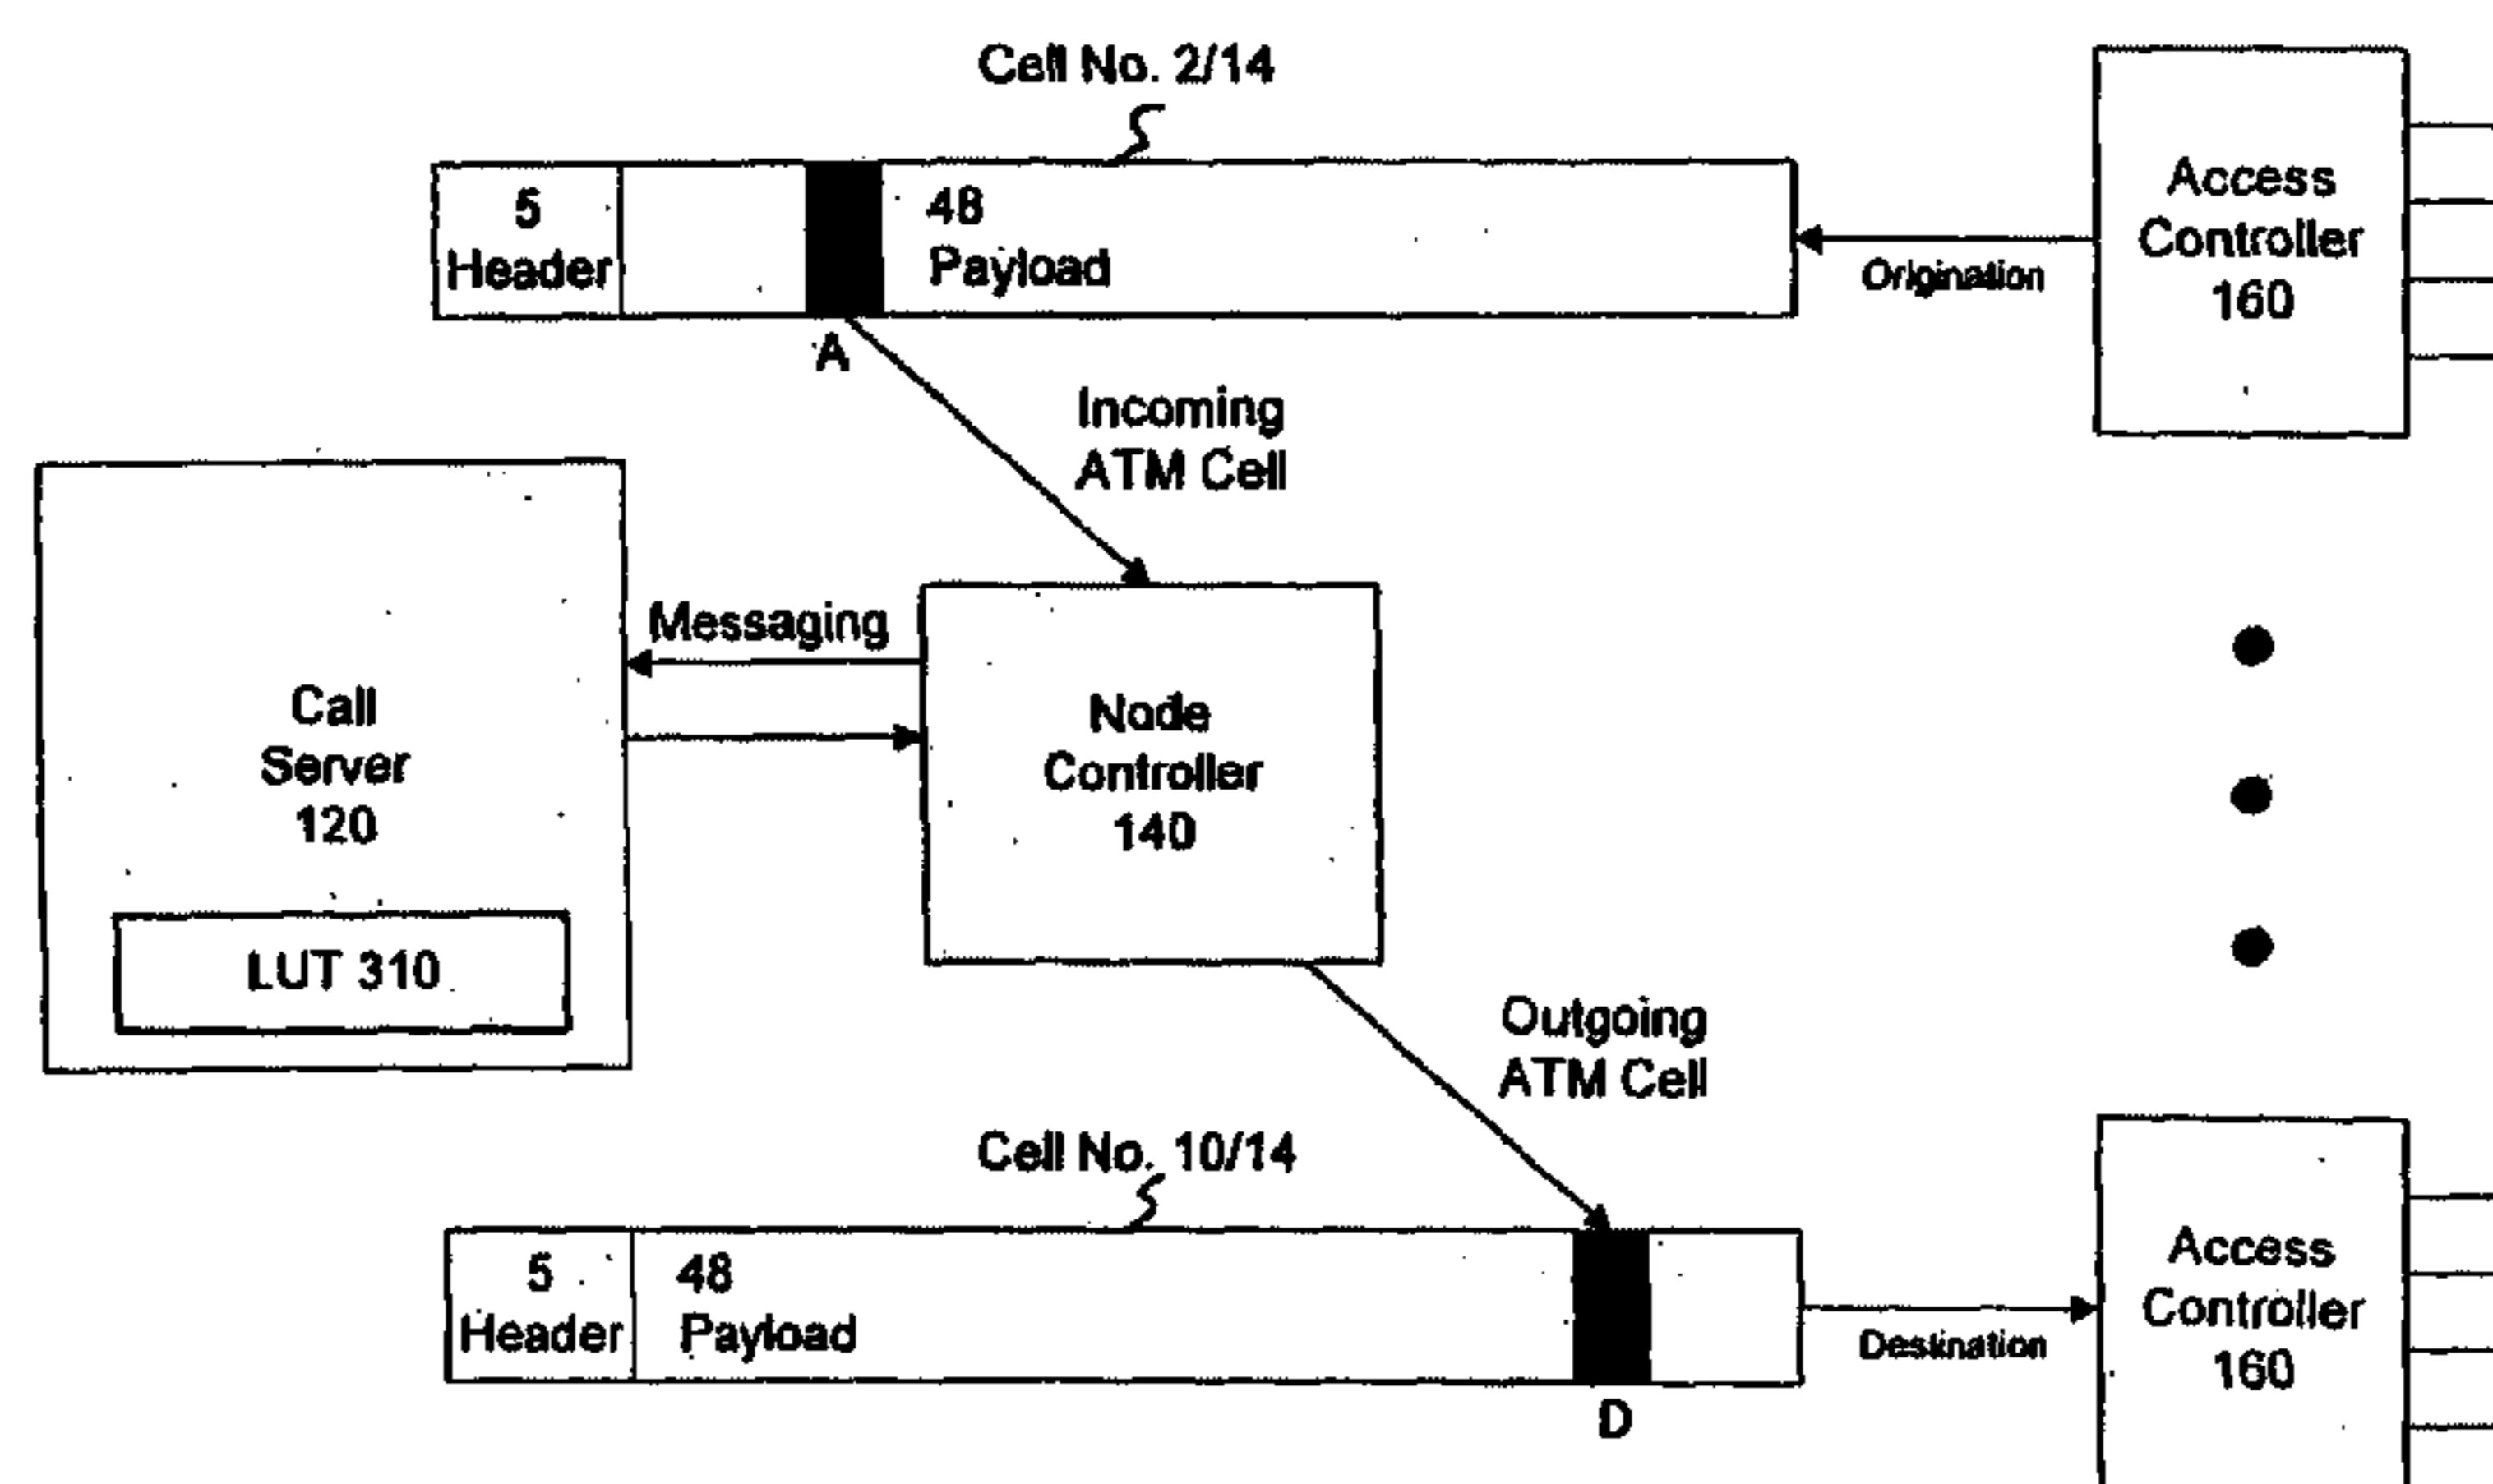 Cell No. 2/14
5
Header
48
Payload
Access
Controller
160
Origination
A
Incoming
ATM Cell
Messaging
Call
Server
120
Node
Controller
140
LUT 310
Outgoing
ATM Cell
Cell No. 10/14
5
Header
48
Payload
Access
Controller
160
Destination
D